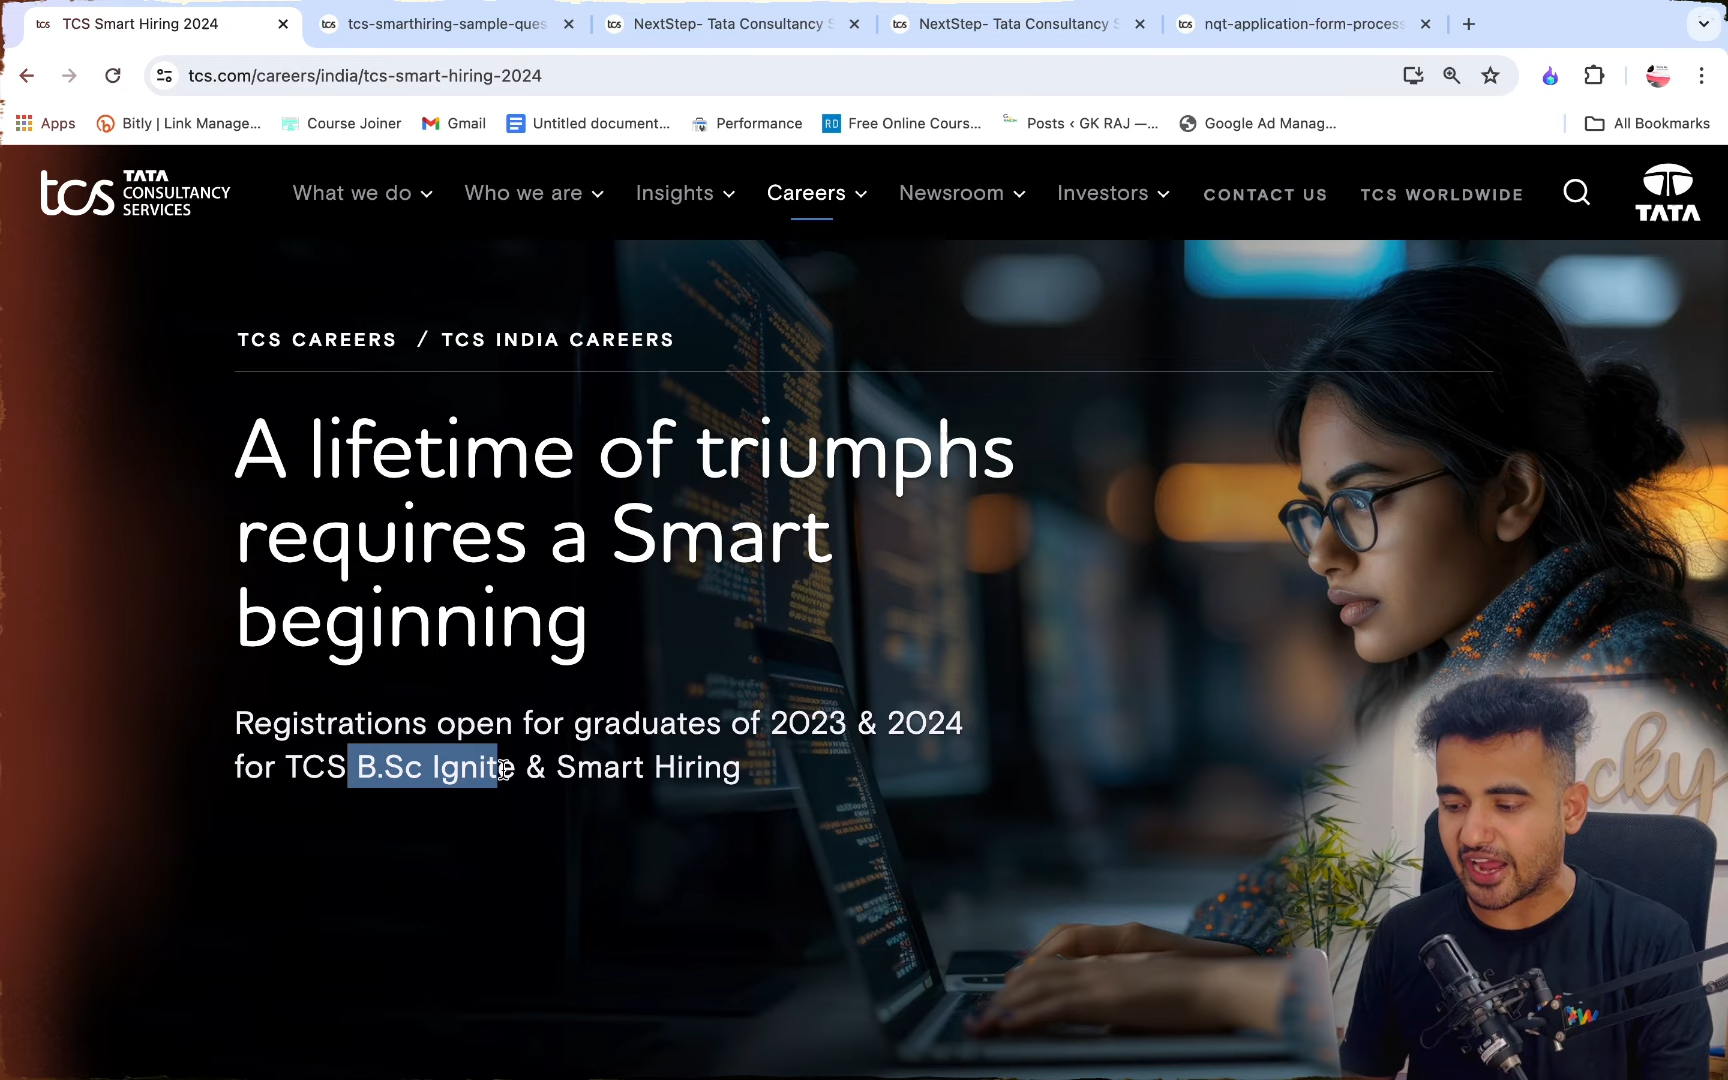 TCS Smart Hiring 2024
tcs-smarthiring-sample-ques
NextStep- Tata Consultancy S
NextStep- Tata Consultancy S
nqt-application-form-process
tcs.com/careers/india/tcs-smart-hiring-2024
Apps
Bitly | Link Manage...
Course Joiner
Gmail
Untitled document...
Performance
RD
Free Online Cours...
Posts ‹ GK RAJ —...
Google Ad Manag...
All Bookmarks
tcs TATA
CONSULTANCY
SERVICES
What we do
Who we are
Insights
Careers
Newsroom
Investors
CONTACT US
TCS WORLDWIDE
TATA
TCS CAREERS / TCS INDIA CAREERS
A lifetime of triumphs
requires a Smart
beginning
Registrations open for graduates of 2023 & 2024
for TCS B.Sc Ignite & Smart Hiring
cky